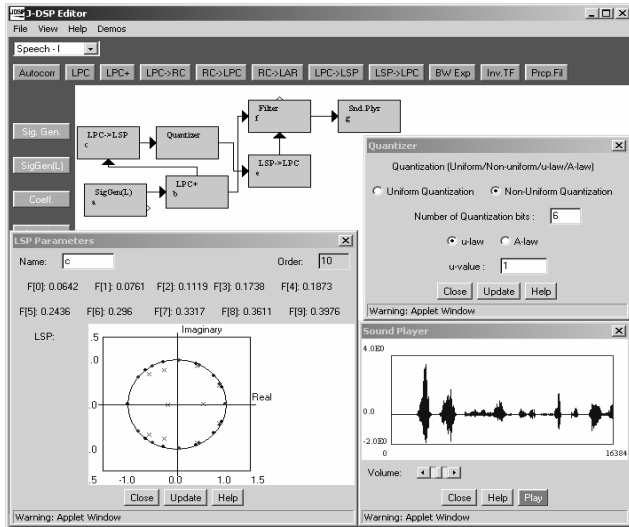 JDSP J-DSP Editor
File View Help Demos
Speech - I
Autocorr LPC LPC+ LPC->RC RC->LPC RC->LAR LPC->LSP LSP->LPC BW Exp Inv.TF Prcp.Fil
Sig. Gen.
SigGen(L)
Coeff.
LPC->LSP
c
Quantizer
Filter
f
Snd.Plyr
g
LSP->LPC
e
SigGen(L)
a
LPC+
b
Quantizer
Quantization (Uniform/Non-uniform/u-law/A-law)
Uniform Quantization Non-Uniform Quantization
Number of Quantization bits : 6
u-law A-law
u-value : 1
Close Update Help
Warning: Applet Window
LSP Parameters
Name: c Order: 10
F[0]: 0.0642 F[1]: 0.0761 F[2]: 0.1119 F[3]: 0.1738 F[4]: 0.1873
F[5]: 0.2436 F[6]: 0.296 F[7]: 0.3317 F[8]: 0.3611 F[9]: 0.3976
LSP:
Imaginary
.5
.0
Real
.0
.0
.5
-1.0 0.0 1.0 1.5
Close Update Help
Warning: Applet Window
Sound Player
4.0E0
0.0
-2.0E0
0 16384
Volume:
Close Help Play
Warning: Applet Window